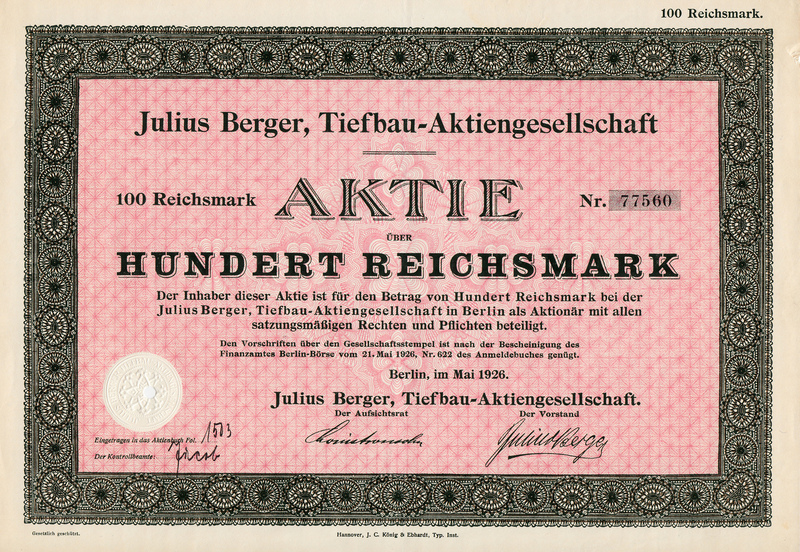 100 Reichsmark.
Julius Berger, Tiefbau-Aktiengesellschaft
100 Reichsmark AKTIE Nr. 77560
ÜBER
HUNDERT REICHSMARK
Der Inhaber dieser Aktie ist für den Betrag von Hundert Reichsmark bei der
Julius Berger, Tiefbau-Aktiengesellschaft in Berlin als Aktionär mit allen
satzungsmäßigen Rechten und Pflichten beteiligt.
Den Vorschriften über den Gesellschaftsstempel ist nach der Bescheinigung des
Finanzamtes Berlin-Börse vom 21. Mai 1926, Nr. 622 des Anmeldebuches genügt.
Berlin, im Mai 1926.
Julius Berger, Tiefbau-Aktiengesellschaft.
Der Aufsichtsrat Der Vorstand
Julius Berger
Eingetragen in das Aktienbuch Fol. 1503
Der Kontrollbeamte: Jacob
Gesetzlich geschützt.
Hannover, J. C. König & Ebhardt, Typ. Inst.